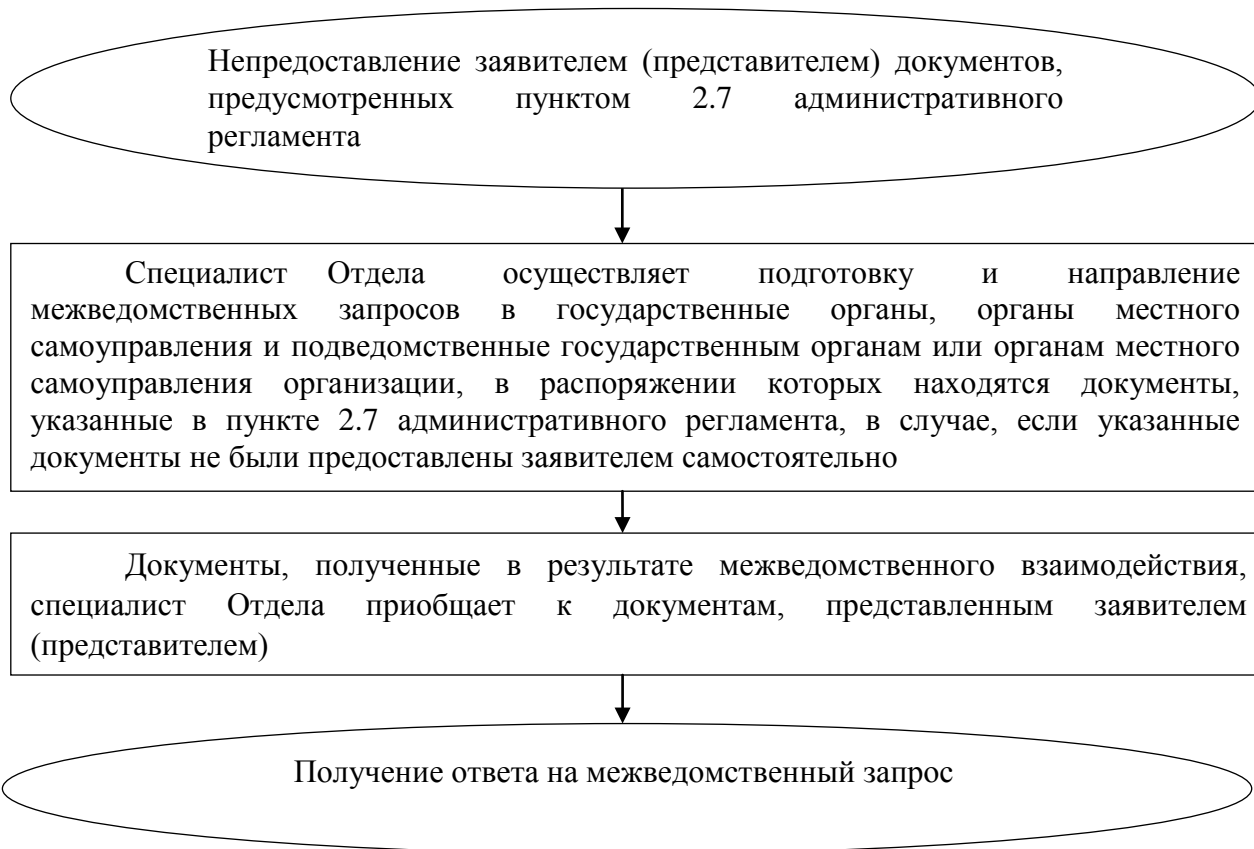 Непредоставление заявителем (представителем) документов,
предусмотренных пунктом 2.7 административного
регламента
Специалист Отдела осуществляет подготовку и направление
межведомственных запросов в государственные органы, органы местного
самоуправления и подведомственные государственным органам или органам местного
самоуправления организации, в распоряжении которых находятся документы,
указанные в пункте 2.7 административного регламента, в случае, если указанные
документы не были предоставлены заявителем самостоятельно
Документы, полученные в результате межведомственного взаимодействия,
специалист Отдела приобщает к документам, представленным заявителем
(представителем)
Получение ответа на межведомственный запрос